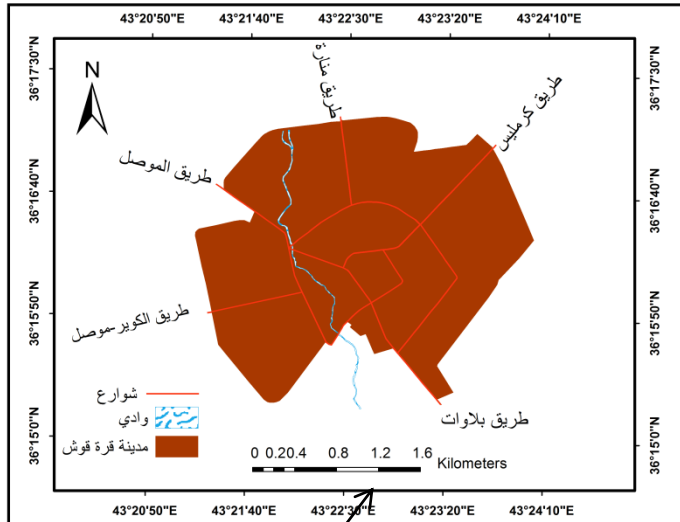 43°20'50"E 43°21'40"E 43°22'30"E 43°23'20"E 43°24'10"E
36°17'30"N
36°17'30"N
N
طريق منارة
طريق كرمليس
طريق الموصل
36°16'40"N
36°16'40"N
36°15'50"N
36°15'50"N
طريق الكوير-موصل
شوارع
وادي
مدينة قرة قوش
طريق بلاوات
36°15'0"N
36°15'0"N
0 0.20.4 0.8 1.2 1.6
Kilometers
43°20'50"E 43°21'40"E 43°22'30"E 43°23'20"E 43°24'10"E